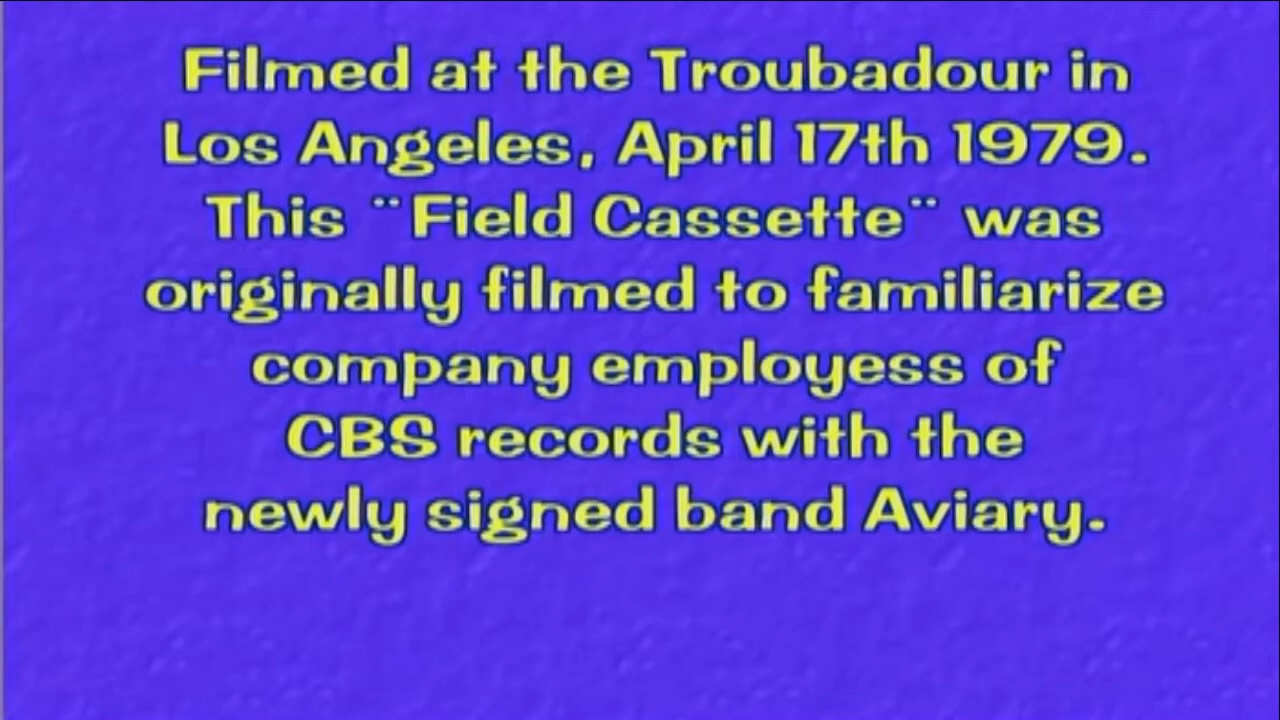 Filmed at the Troubadour in
Los Angeles, April 17th 1979.
This ¨Field Cassette¨ was
originally filmed to familiarize
company employess of
CBS records with the
newly signed band Aviary.